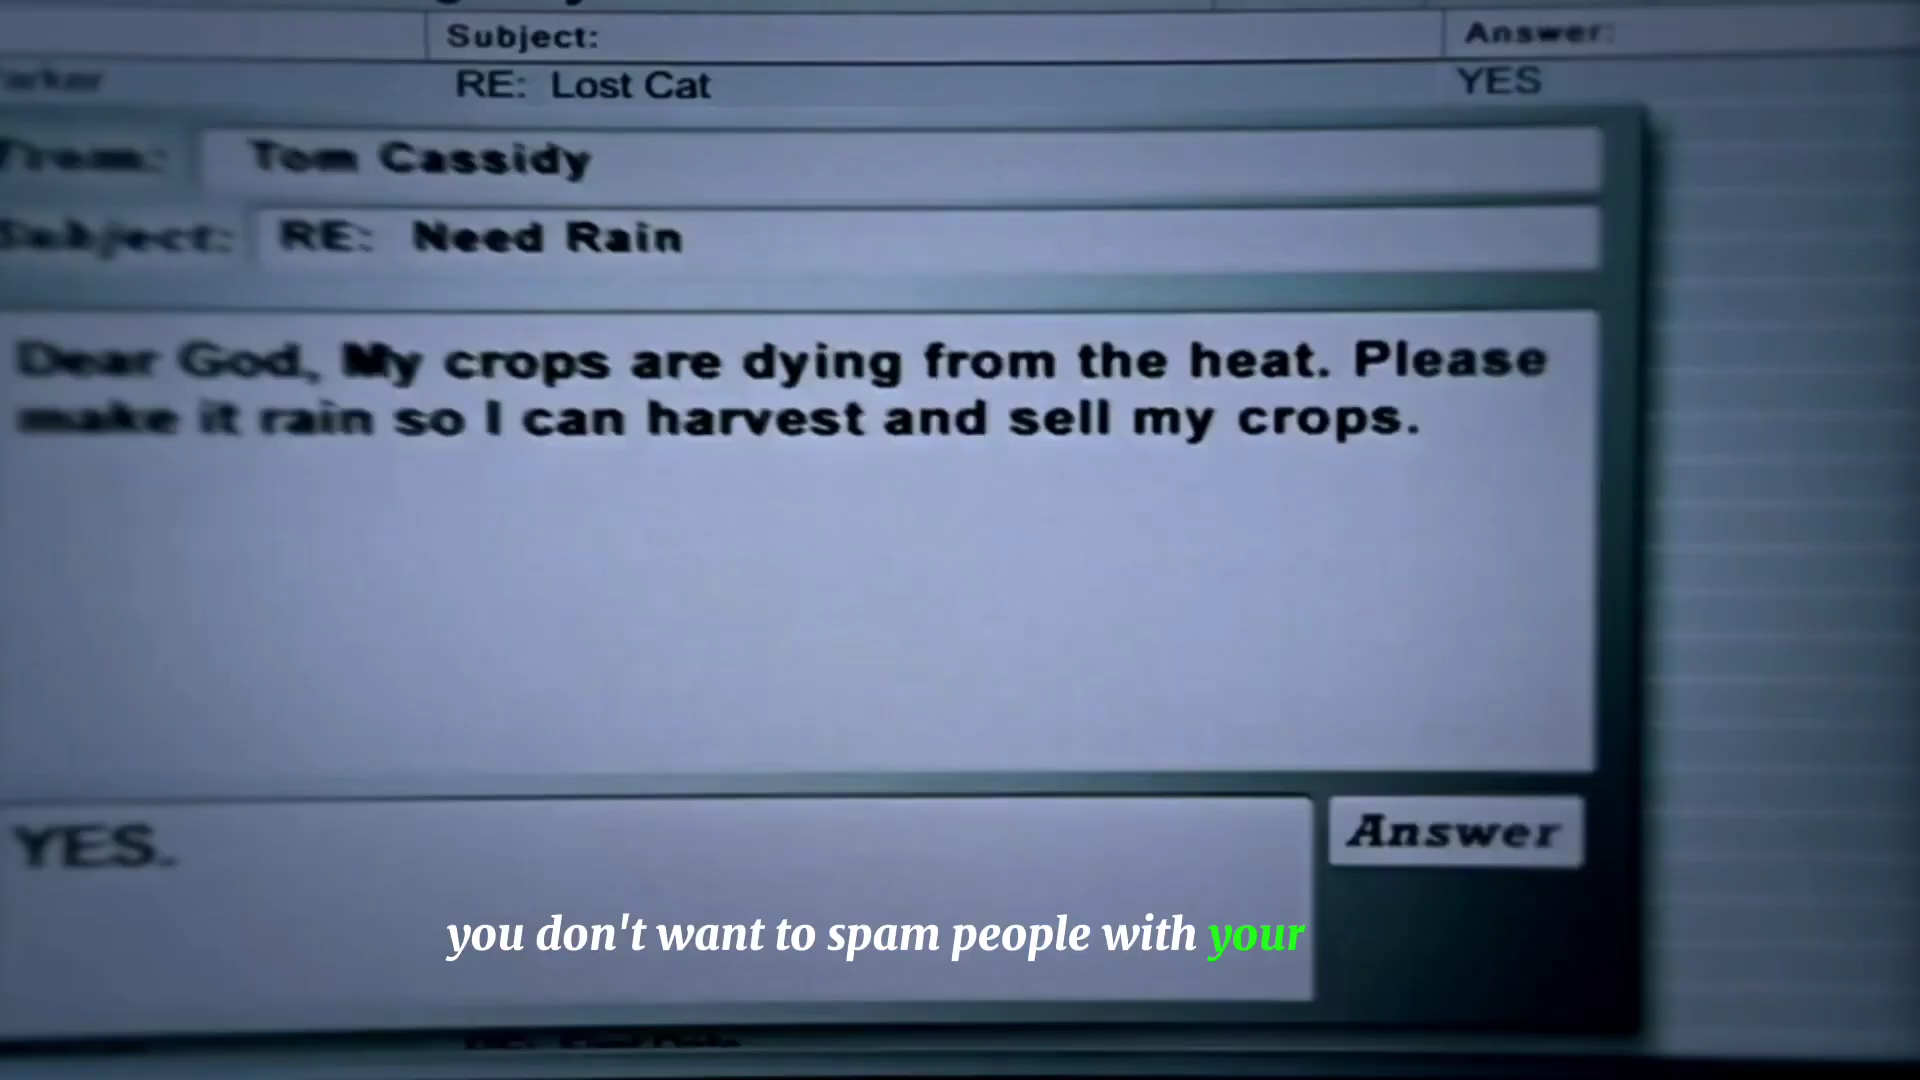 Subject:
Answer:
RE: Lost Cat
YES
From:
Tom Cassidy
Subject:
RE: Need Rain
Dear God, My crops are dying from the heat. Please
make it rain so I can harvest and sell my crops.
YES.
Answer
you don't want to spam people with your